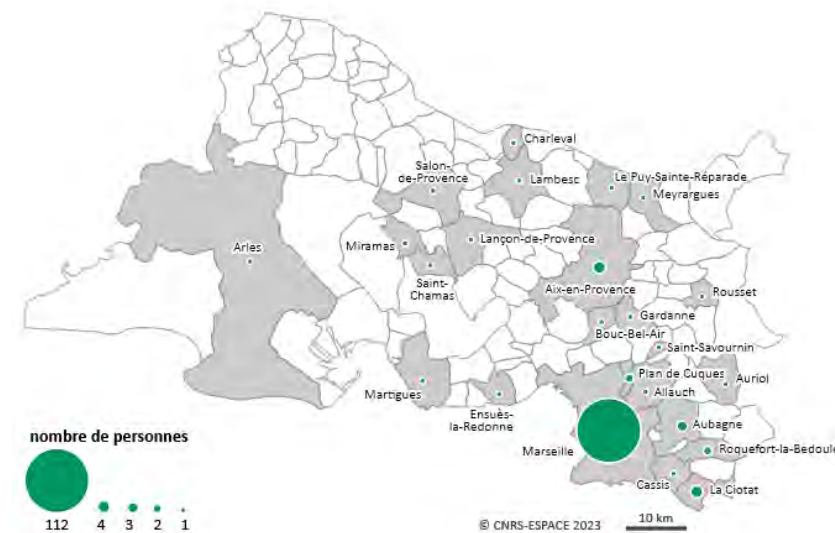 Charleval
Salon-
de-Provence
Lambesc
Le Puy-Sainte-Réparade
Meyrargues
Arles
Miramas
Lançon-de-Provence
Saint-
Chamas
Aix-en-Provence
Rousset
Gardanne
Bouc-Bel-Air
Saint-Savournin
Plan de Cuques
Auriol
Martigues
Allauch
Ensuès-
la-Redonne
Aubagne
Marseille
Roquefort-la-Bedoule
Cassis
La Ciotat
nombre de personnes
112 4 3 2 1
© CNRS-ESPACE 2023
10 km